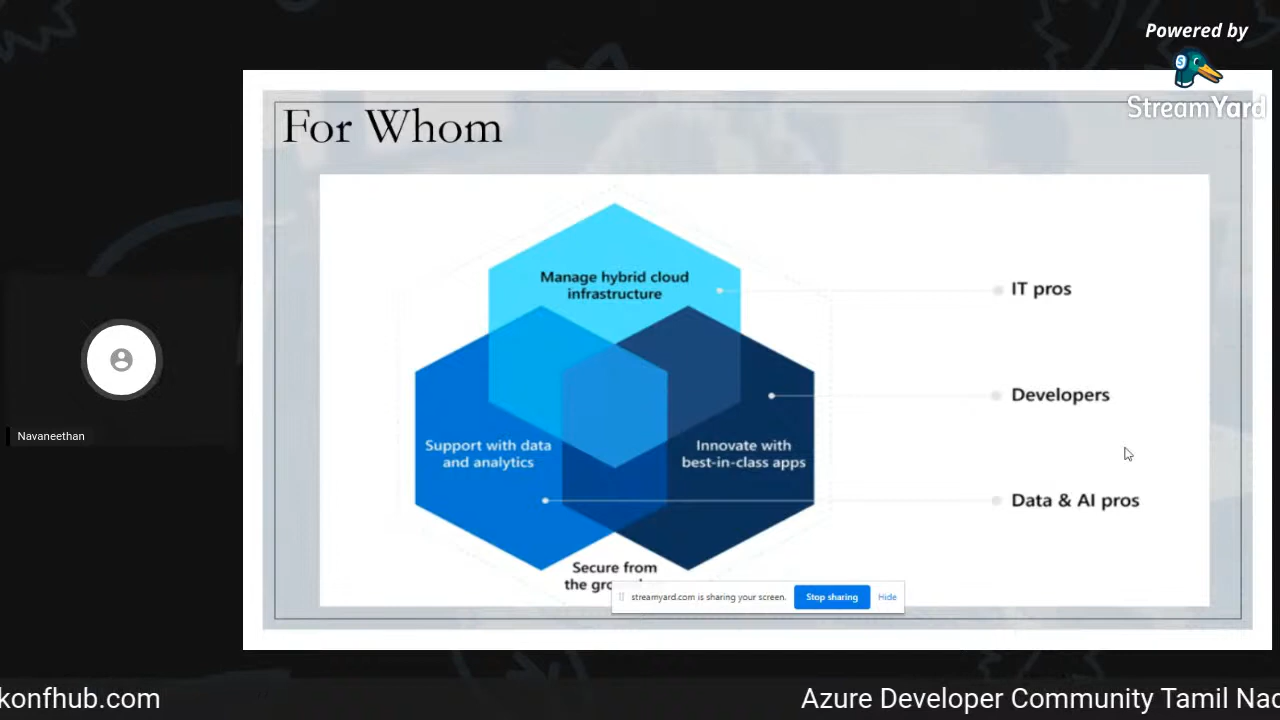 Powered by
StreamYard
For Whom
Manage hybrid cloud
infrastructure
IT pros
Developers
Support with data
and analytics
Innovate with
best-in-class apps
Data & AI pros
Secure from
the
streamyard.com is sharing your screen.
Stop sharing
Hide
Navaneethan
konfhub.com
Azure Developer Community Tamil